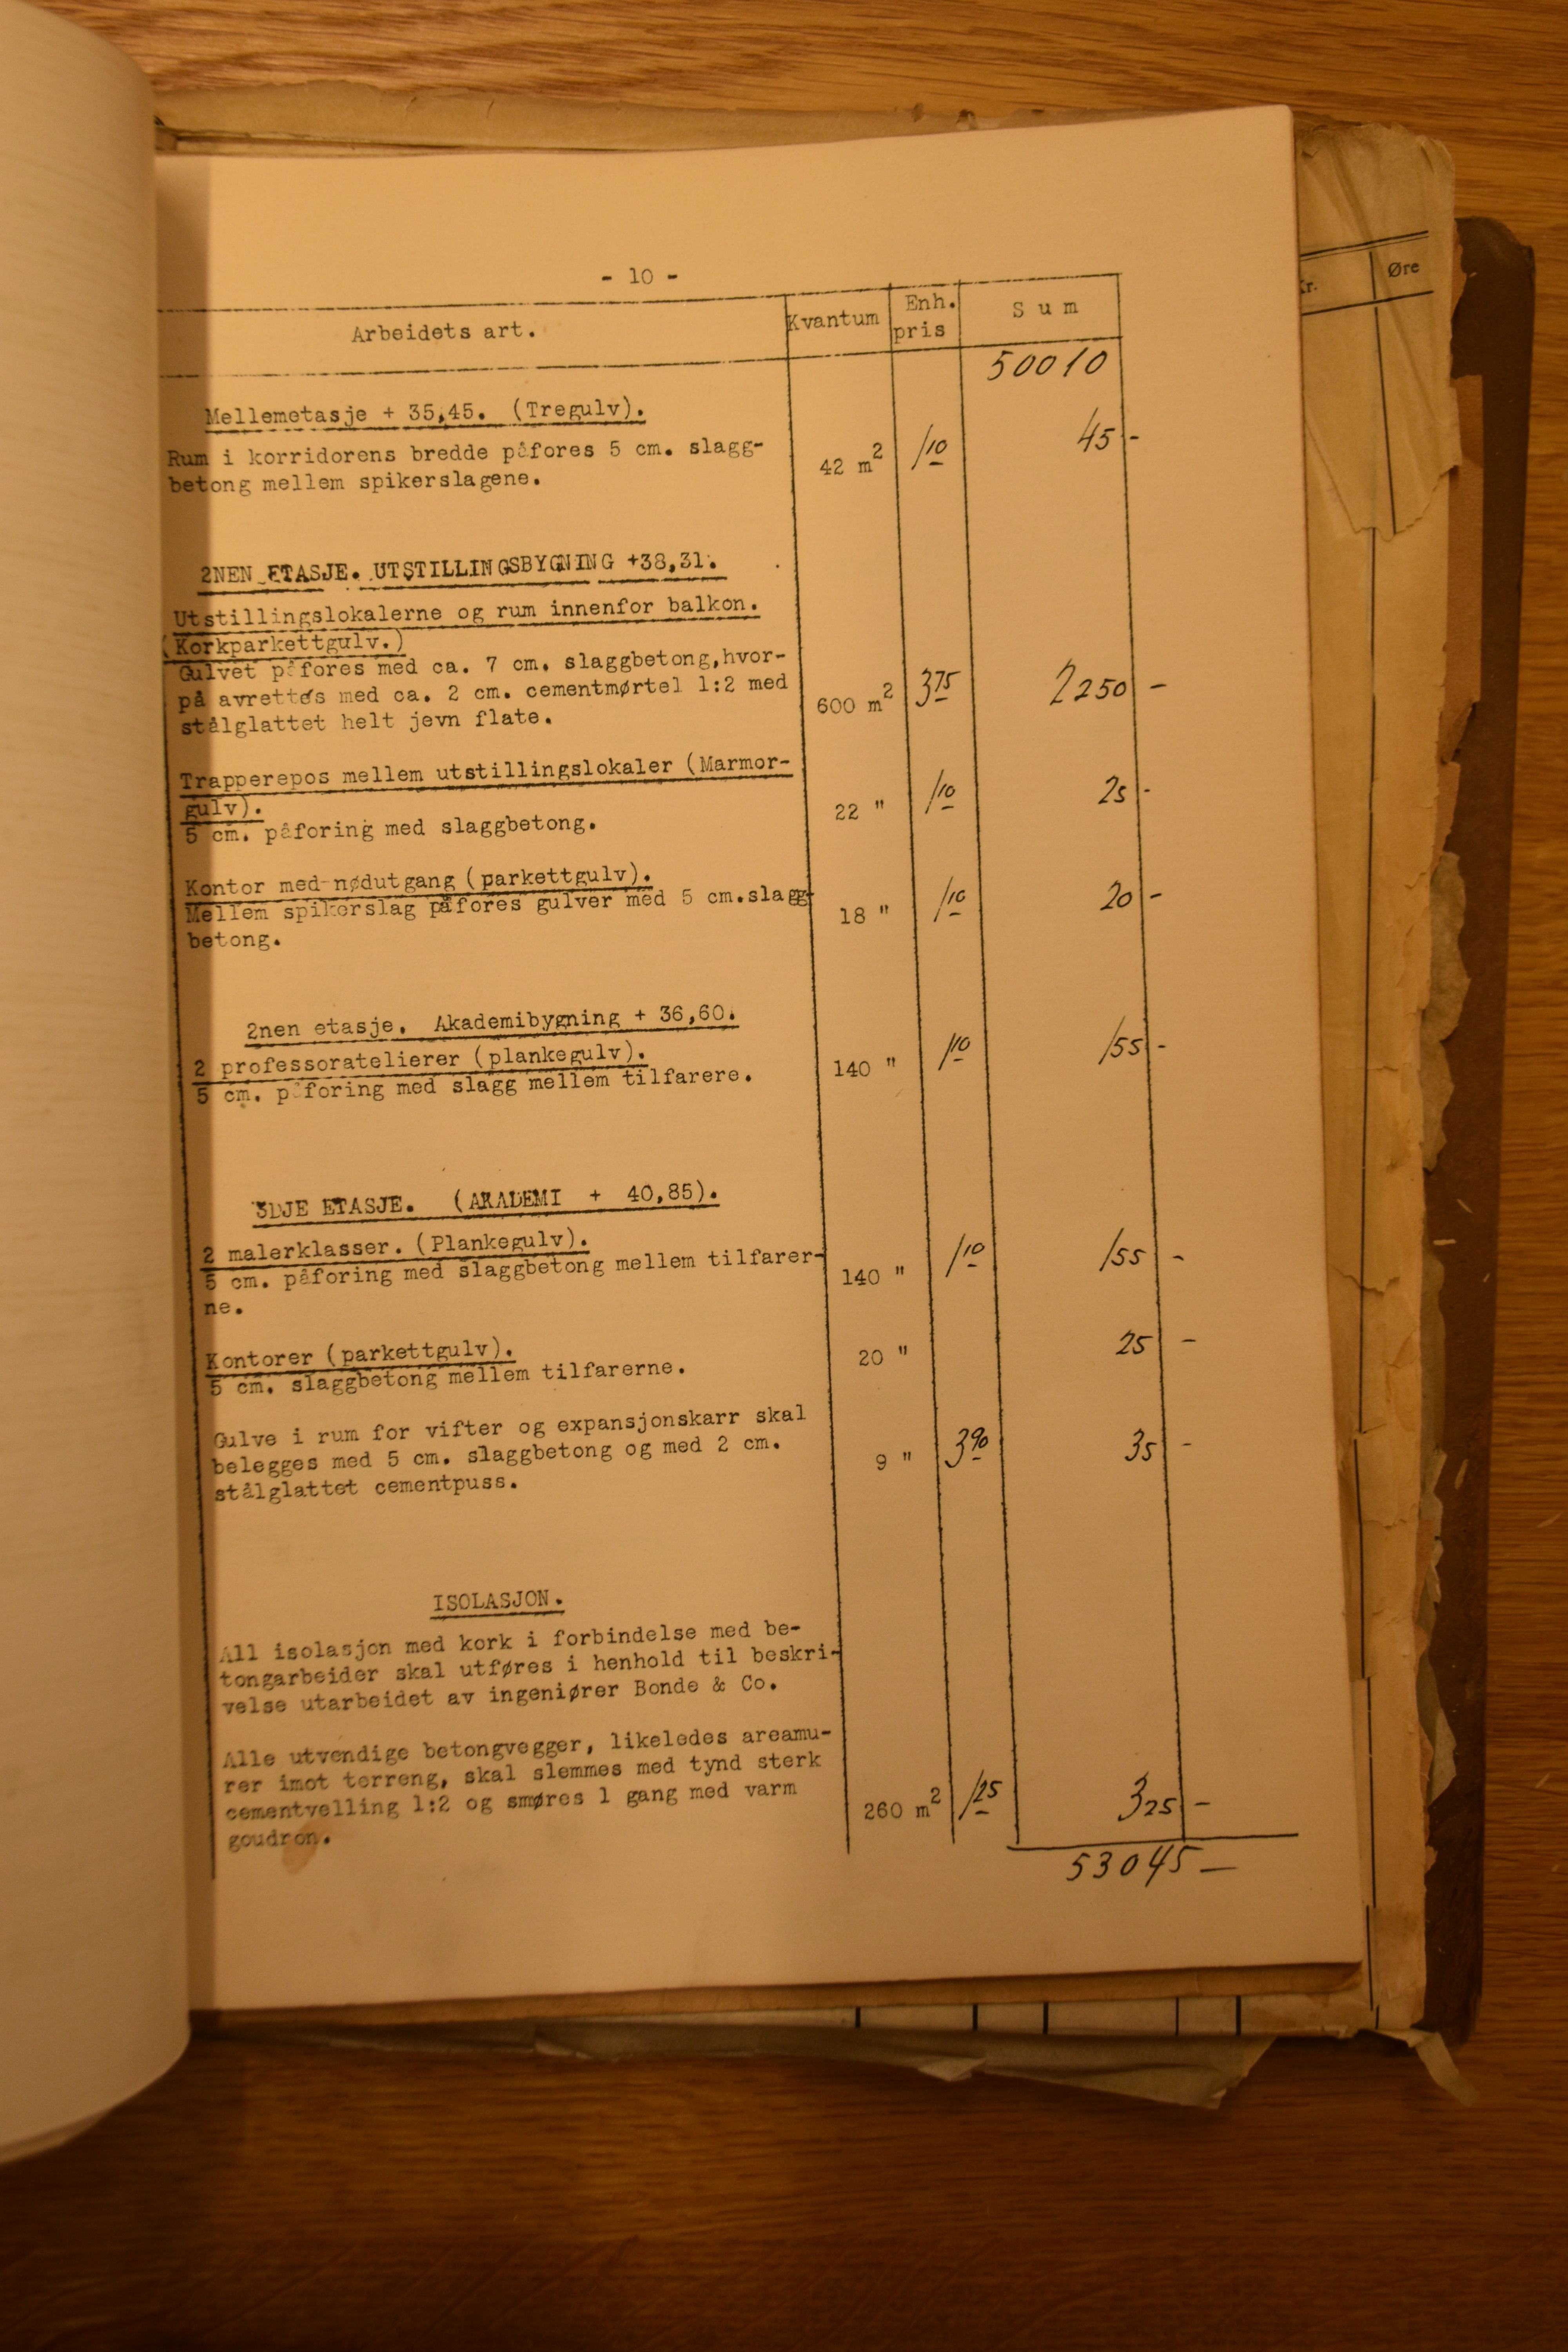 - 10 -
Arbeidets art. Kvantum Enh. pris Sum
Kr. Øre
50010
Mellemetasje + 35,45. (Tregulv).
Rum i korridorens bredde påfores 5 cm. slagg-
betong mellem spikerslagene. 42 m2 1 10 45 -
2NEN ETASJE. UTSTILLINGSBYGNING +38,31.
Utstillingslokalerne og rum innenfor balkon.
(Korkparkettgulv.)
Gulvet påfores med ca. 7 cm. slaggbetong,hvor-
på avrettes med ca. 2 cm. cementmørtel 1:2 med
stålglattet helt jevn flate. 600 m2 3 75 2250 -
Trapperepos mellem utstillingslokaler (Marmor-
gulv).
5 cm. påforing med slaggbetong. 22 " 1 10 25 -
Kontor med nødutgang (parkettgulv).
Mellem spikerslag påfores gulver med 5 cm.slagg-
betong. 18 " 1 10 20 -
2nen etasje. Akademibygning + 36,60.
2 professoratelierer (plankegulv).
5 cm. påforing med slagg mellem tilfarere. 140 " 1 10 155 -
3DJE ETASJE. (AKADEMI + 40,85).
2 malerklasser. (Plankegulv).
5 cm. påforing med slaggbetong mellem tilfarer-
ne. 140 " 1 10 155 -
Kontorer (parkettgulv).
5 cm. slaggbetong mellem tilfarerne. 20 " 25 -
Gulve i rum for vifter og expansjonskarr skal
belegges med 5 cm. slaggbetong og med 2 cm.
stålglattet cementpuss. 9 " 3 90 35 -
ISOLASJON.
All isolasjon med kork i forbindelse med be-
tongarbeider skal utføres i henhold til beskri-
velse utarbeidet av ingeniører Bonde & Co.
Alle utvendige betongvegger, likeledes areamu-
rer imot terreng, skal slemmes med tynd sterk
cementvelling 1:2 og smøres 1 gang med varm
goudron. 260 m2 1 25 325 -
53045 -